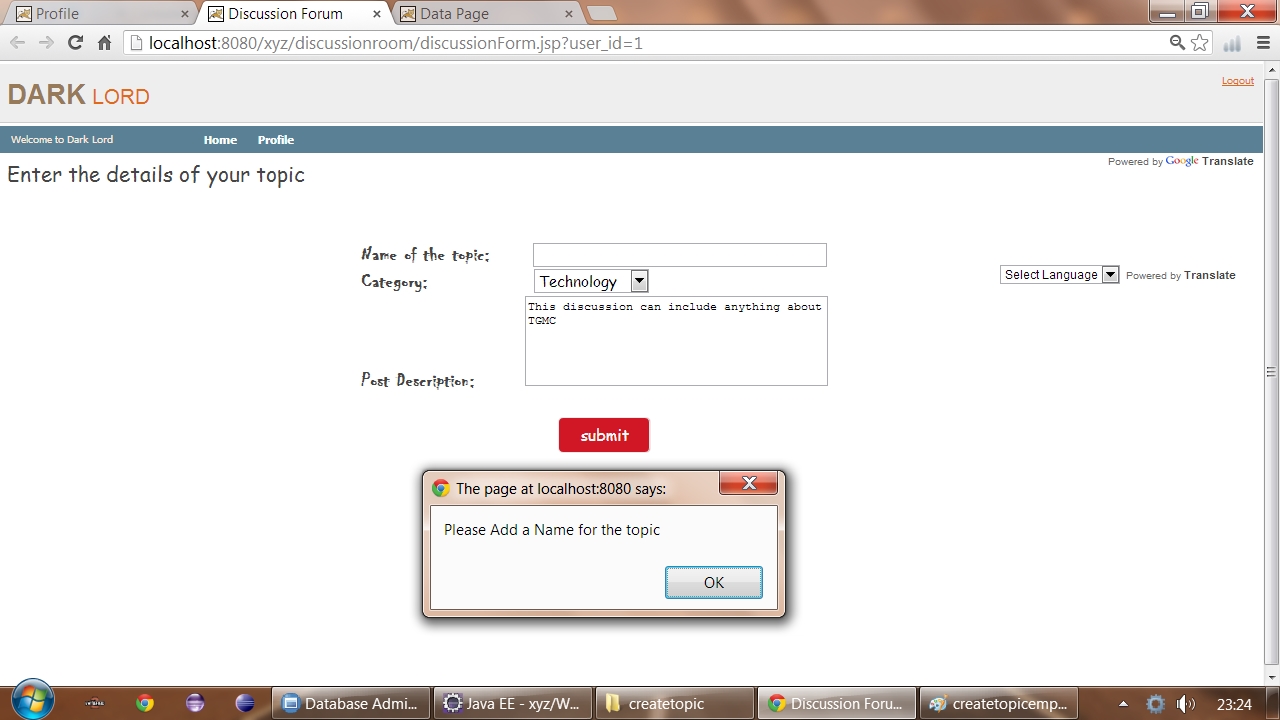 Profile
Discussion Forum
Data Page
localhost:8080/xyz/discussionroom/discussionForm.jsp?user_id=1
DARK LORD
Logout
Welcome to Dark Lord
Home
Profile
Powered by Google Translate
Enter the details of your topic
Name of the topic:
Category:
Technology
Select Language
Powered by Translate
This discussion can include anything about
TGMC
Post Description:
submit
The page at localhost:8080 says:
Please Add a Name for the topic
OK
Database Admi...
Java EE - xyz/W...
createtopic
Discussion Foru...
createtopicemp...
23:24